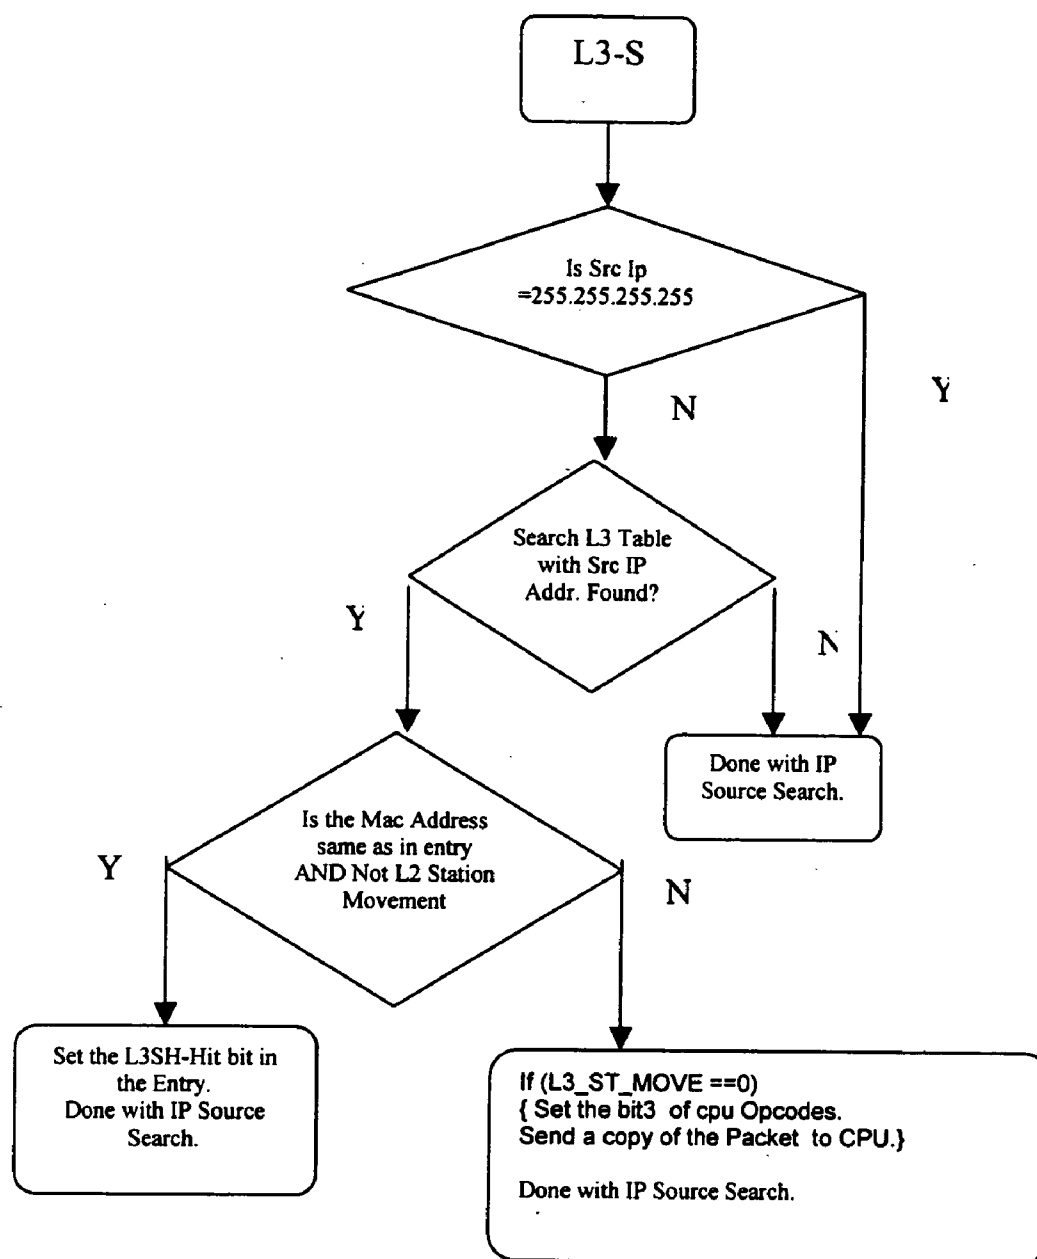 L3-S
Is Src Ip
=255.255.255.255
Y
N
Search L3 Table
with Src IP
Addr. Found?
Y
N
Done with IP
Source Search.
Is the Mac Address
same as in entry
AND Not L2 Station
Movement
Y
N
Set the L3SH-Hit bit in
the Entry.
Done with IP Source
Search.
If (L3_ST_MOVE ==0)
{ Set the bit3 of cpu Opcodes.
Send a copy of the Packet to CPU.}
Done with IP Source Search.